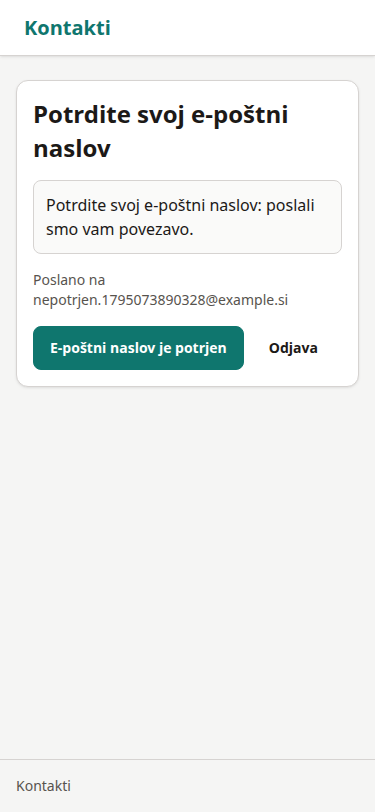 Kontakti
Potrdite svoj e-poštni
naslov
Potrdite svoj e-poštni naslov: poslali
smo vam povezavo.
Poslano na
nepotrjen.1795073890328@example.si
E-poštni naslov je potrjen
Odjava
Kontakti